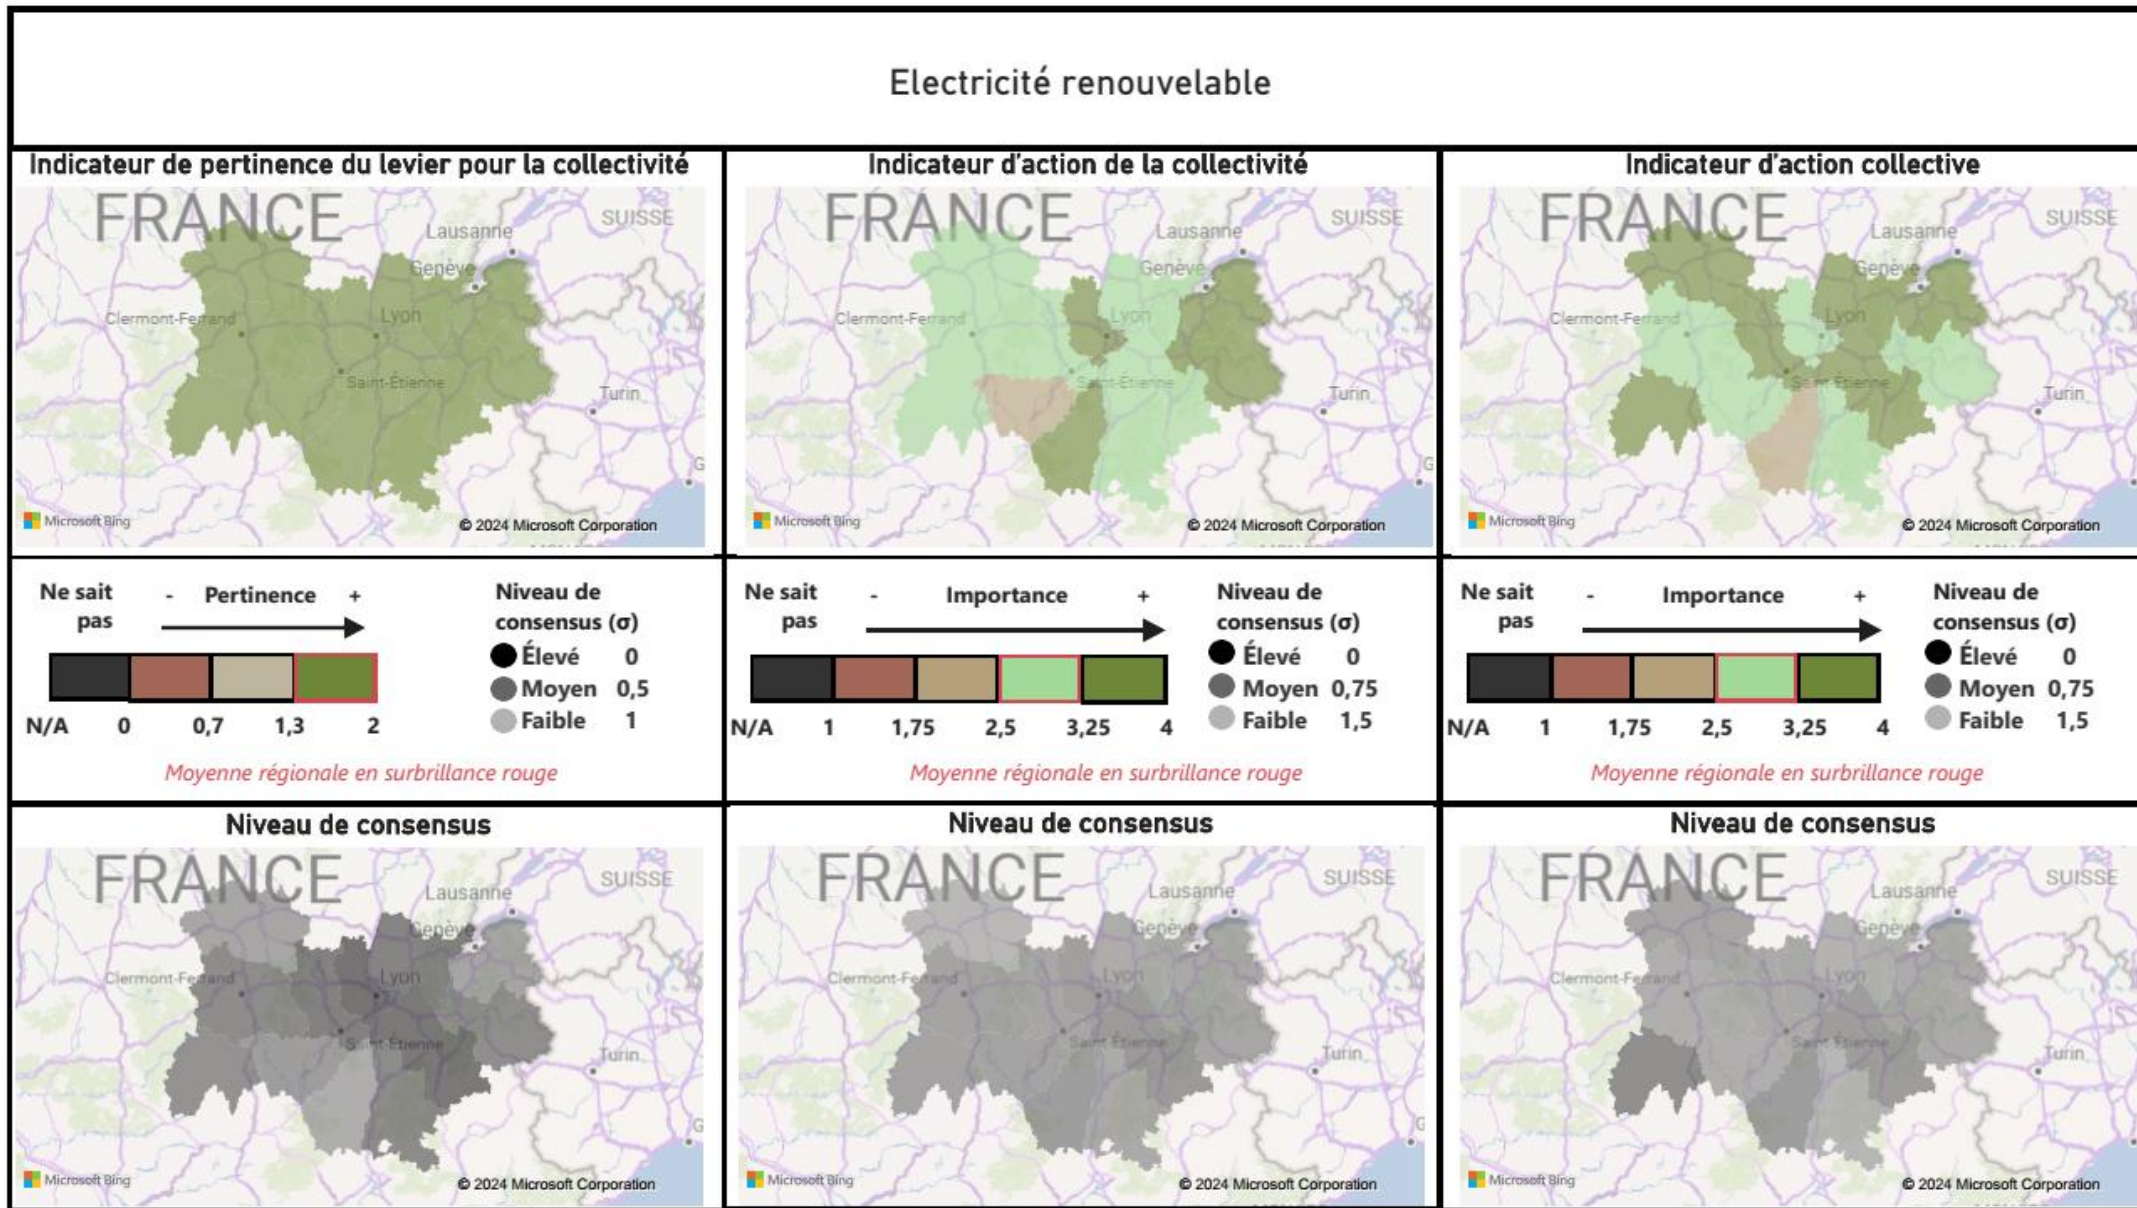 Electricité renouvelable
Indicateur de pertinence du levier pour la collectivité
FRANCE
Lausanne
SUISSE
Genève
Clermont-Ferrand
Lyon
Saint-Étienne
Turin
G
Microsoft Bing
© 2024 Microsoft Corporation
Indicateur d'action de la collectivité
FRANCE
Lausanne
SUISSE
Genève
Clermont-Ferrand
Lyon
Saint-Étienne
Turin
G
Microsoft Bing
© 2024 Microsoft Corporation
Indicateur d'action collective
FRANCE
Lausanne
SUISSE
Genève
Clermont-Ferrand
Lyon
Saint-Étienne
Turin
Microsoft Bing
© 2024 Microsoft Corporation
Ne sait pas
- Pertinence +
N/A 0 0,7 1,3 2
Niveau de
consensus (σ)
Élevé 0
Moyen 0,5
Faible 1
Moyenne régionale en surbrillance rouge
Ne sait pas
- Importance +
N/A 1 1,75 2,5 3,25 4
Niveau de
consensus (σ)
Élevé 0
Moyen 0,75
Faible 1,5
Moyenne régionale en surbrillance rouge
Ne sait pas
- Importance +
N/A 1 1,75 2,5 3,25 4
Niveau de
consensus (σ)
Élevé 0
Moyen 0,75
Faible 1,5
Moyenne régionale en surbrillance rouge
Niveau de consensus
FRANCE
Lausanne
SUISSE
Genève
Clermont-Ferrand
Lyon
Saint-Étienne
Turin
G
Microsoft Bing
© 2024 Microsoft Corporation
Niveau de consensus
FRANCE
Lausanne
SUISSE
Genève
Clermont-Ferrand
Lyon
Saint-Étienne
Turin
G
Microsoft Bing
© 2024 Microsoft Corporation
Niveau de consensus
FRANCE
Lausanne
SUISSE
Genève
Clermont-Ferrand
Lyon
Saint-Étienne
Turin
Microsoft Bing
© 2024 Microsoft Corporation